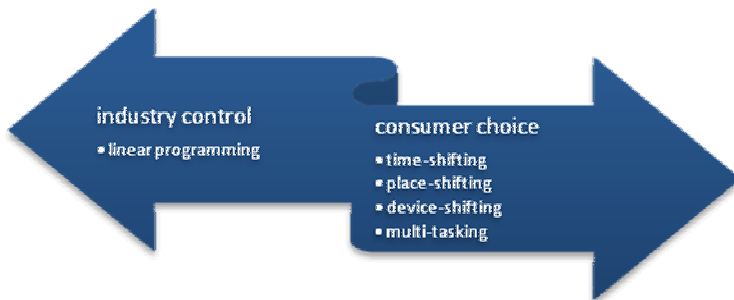 industry control
• linear programming
consumer choice
• time-shifting
• place-shifting
• device-shifting
• multi-tasking